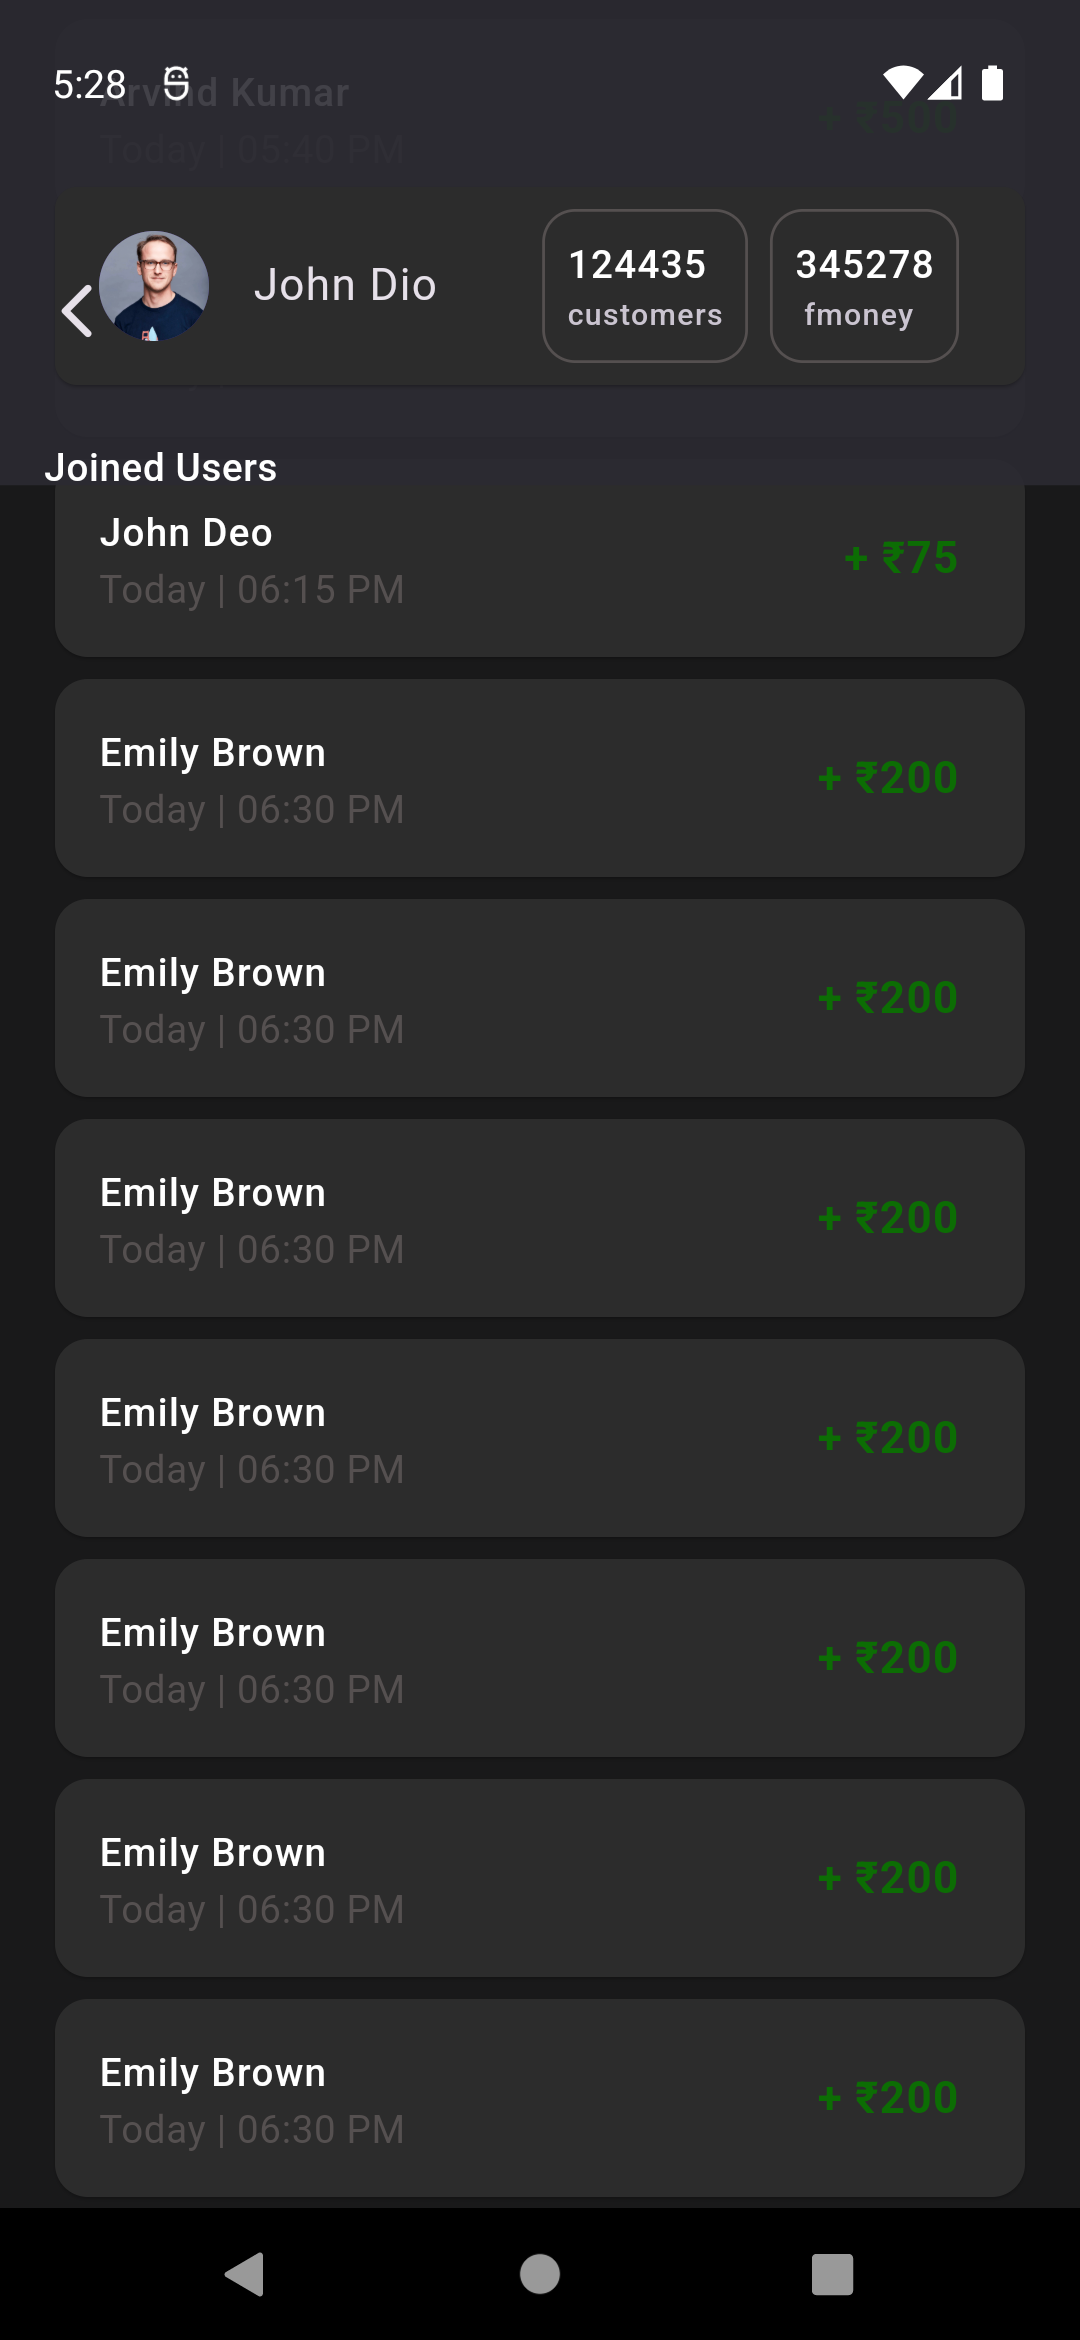 5:28
Arvind Kumar
+ ₹500
Today | 05:40 PM
John Dio
124435
customers
345278
fmoney
Joined Users
John Deo
Today | 06:15 PM
+ ₹75
Emily Brown
Today | 06:30 PM
+ ₹200
Emily Brown
Today | 06:30 PM
+ ₹200
Emily Brown
Today | 06:30 PM
+ ₹200
Emily Brown
Today | 06:30 PM
+ ₹200
Emily Brown
Today | 06:30 PM
+ ₹200
Emily Brown
Today | 06:30 PM
+ ₹200
Emily Brown
Today | 06:30 PM
+ ₹200